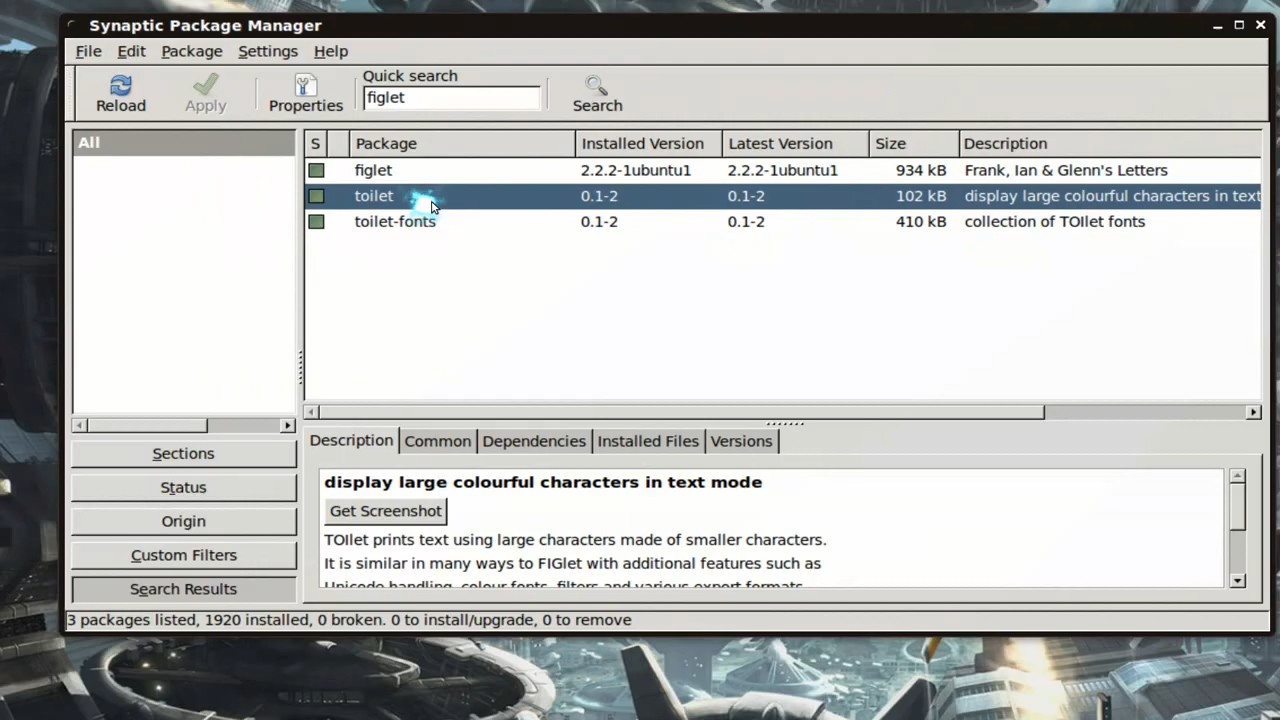 Synaptic Package Manager
File Edit Package Settings Help
Reload Apply Properties Quick search figlet Search
All
S Package Installed Version Latest Version Size Description
figlet 2.2.2-1ubuntu1 2.2.2-1ubuntu1 934 kB Frank, Ian & Glenn's Letters
toilet 0.1-2 0.1-2 102 kB display large colourful characters in text
toilet-fonts 0.1-2 0.1-2 410 kB collection of TOIlet fonts
Sections
Status
Origin
Custom Filters
Search Results
Description Common Dependencies Installed Files Versions
display large colourful characters in text mode
Get Screenshot
TOIlet prints text using large characters made of smaller characters.
It is similar in many ways to FIGlet with additional features such as
Unicode handling, colour fonts, filters and various export formats.
3 packages listed, 1920 installed, 0 broken. 0 to install/upgrade, 0 to remove